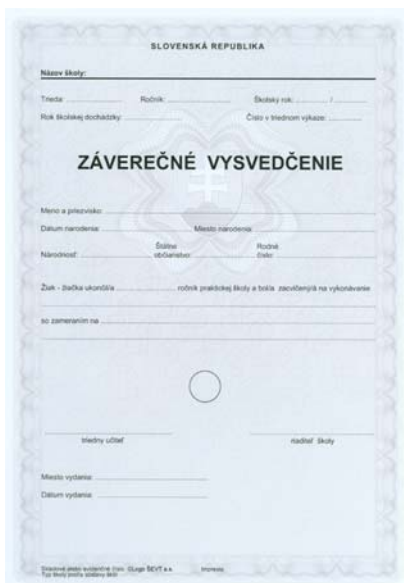 SLOVENSKÁ REPUBLIKA
Názov školy:
Trieda: Ročník: Školský rok: /
Rok školskej dochádzky: Číslo v triednom výkaze:
ZÁVEREČNÉ VYSVEDČENIE
Meno a priezvisko:
Dátum narodenia: Miesto narodenia:
Národnosť: Štátne občianstvo: Rodné číslo:
Žiak - žiačka ukončil/a ročník praktickej školy a bol/a zacvičený/á na vykonávanie
so zameraním na
triedny učiteľ riaditeľ školy
Miesto vydania:
Dátum vydania:
ŠEVT a.s.